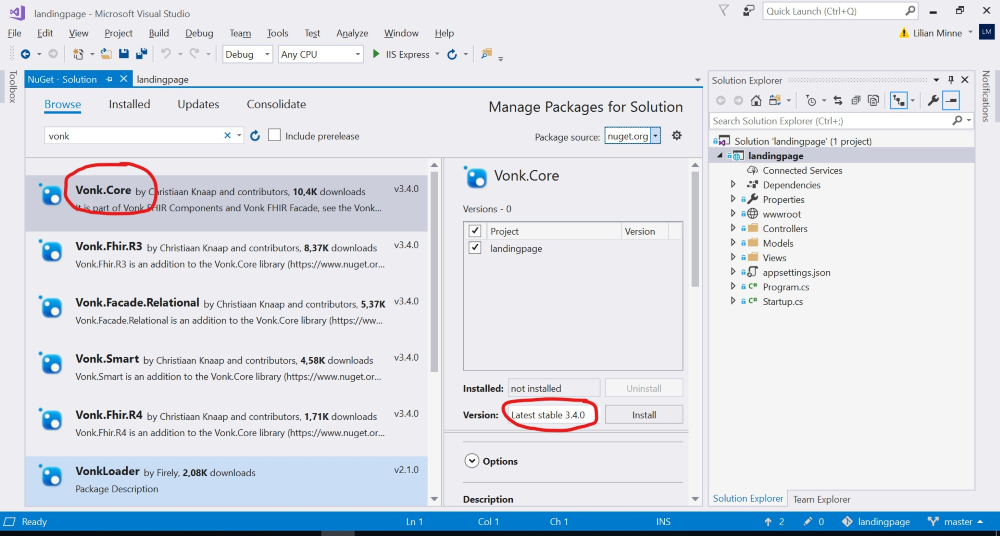 landingpage - Microsoft Visual Studio
Quick Launch (Ctrl+Q)
File Edit View Project Build Debug Team Tools Test Analyze Window Help
Lilian Minne LM
Debug Any CPU IIS Express
Toolbox
NuGet - Solution landingpage
Browse Installed Updates Consolidate
Manage Packages for Solution
vonk
Include prerelease
Package source: nuget.org
Vonk.Core by Christiaan Knaap and contributors, 10,4K downloads v3.4.0
It is part of Vonk FHIR Components and Vonk FHIR Facade, see the Vonk...
Vonk.Fhir.R3 by Christiaan Knaap and contributors, 8,37K downloads v3.4.0
Vonk.Fhir.R3 is an addition to the Vonk.Core library (https://www.nuget.or...
Vonk.Facade.Relational by Christiaan Knaap and contributors, 5,37K v3.4.0
Vonk.Facade.Relational is an addition to the Vonk.Core library (https://ww...
Vonk.Smart by Christiaan Knaap and contributors, 4,58K downloads v3.4.0
Vonk.Smart is an addition to the Vonk.Core library (https://www.nuget.org...
Vonk.Fhir.R4 by Christiaan Knaap and contributors, 1,71K downloads v3.4.0
Vonk.Fhir.R4 is an addition to the Vonk.Core library (https://www.nuget.or...
VonkLoader by Firely, 2,08K downloads v2.1.0
Package Description
Vonk.Core
Versions - 0
Project Version
landingpage
Installed: not installed Uninstall
Version: Latest stable 3.4.0 Install
Options
Description
Solution Explorer
Search Solution Explorer (Ctrl+;)
Solution 'landingpage' (1 project)
landingpage
Connected Services
Dependencies
Properties
wwwroot
Controllers
Models
Views
appsettings.json
C# Program.cs
C# Startup.cs
Solution Explorer Team Explorer
Notifications
Ready Ln 1 Col 1 Ch 1 INS 2 0 landingpage master